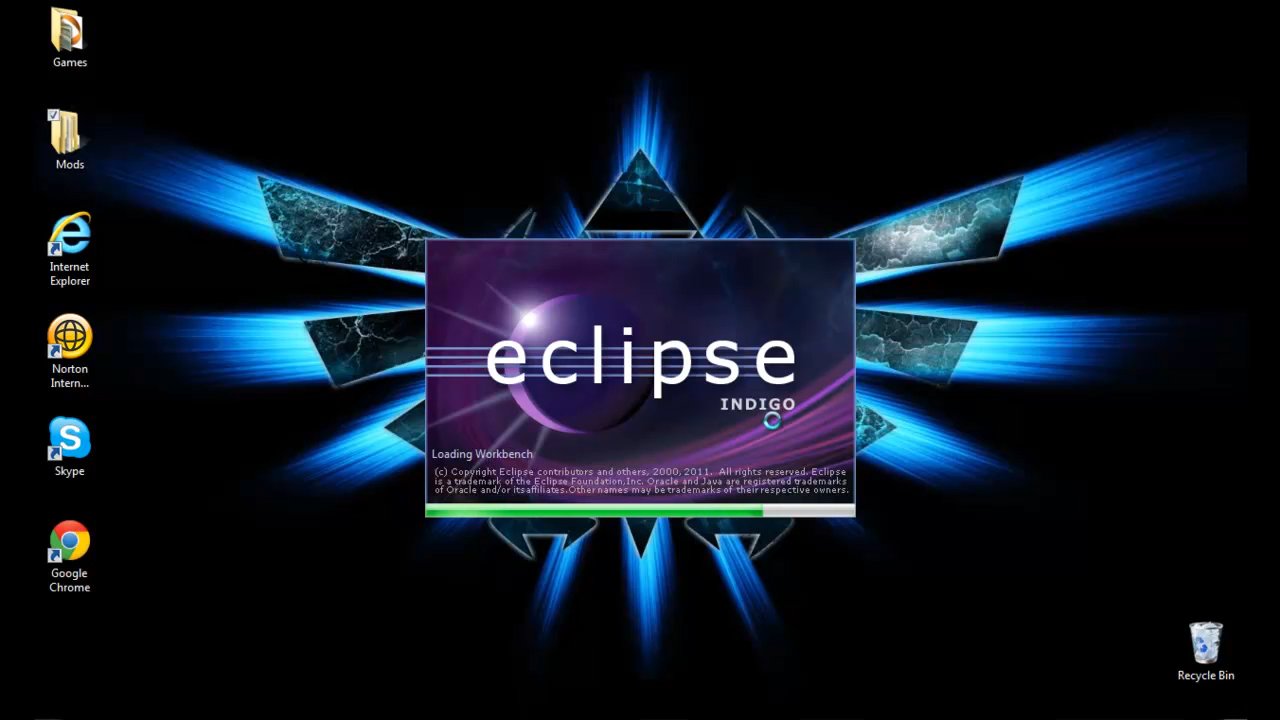 Games
Mods
Internet
Explorer
Norton
Intern...
Skype
Google
Chrome
eclipse
INDIGO
Loading Workbench
(c) Copyright Eclipse contributors and others, 2000, 2011. All rights reserved. Eclipse
is a trademark of the Eclipse Foundation,Inc. Oracle and Java are registered trademarks
of Oracle and/or itsaffiliates.Other names may be trademarks of their respective owners.
Recycle Bin